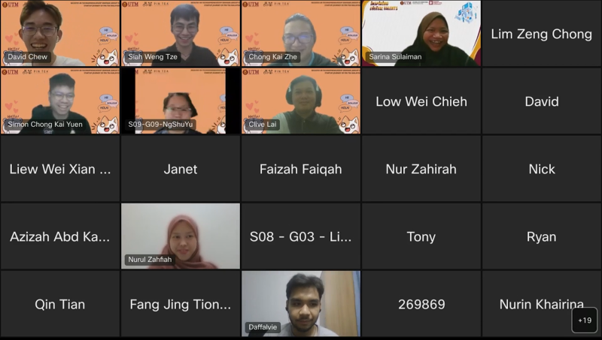 David Chew
Siah Weng Tze
Chong Kai Zhe
Sarina Sulaiman
Lim Zeng Chong
Simon Chong Kai Yuen
S09-G09-NgShuYu
Clive Lai
Low Wei Chieh
David
Liew Wei Xian ...
Janet
Faizah Faiqah
Nur Zahirah
Nick
Azizah Abd Ka...
Nurul Zahfiah
S08 - G03 - Li...
Tony
Ryan
Qin Tian
Fang Jing Tion...
Daffalvie
269869
Nurin Khairina
+19